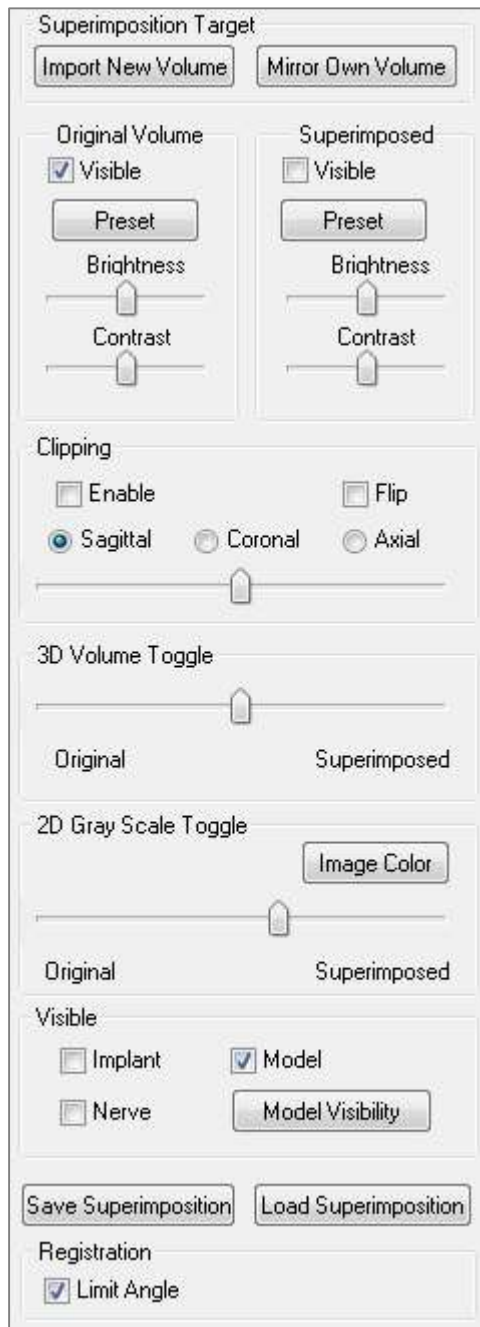 Superimposition Target
Import New Volume Mirror Own Volume
Original Volume Superimposed
Visible Visible
Preset Preset
Brightness Brightness
Contrast Contrast
Clipping
Enable Flip
Sagittal Coronal Axial
3D Volume Toggle
Original Superimposed
2D Gray Scale Toggle
Image Color
Original Superimposed
Visible
Implant Model
Nerve Model Visibility
Save Superimposition Load Superimposition
Registration
Limit Angle